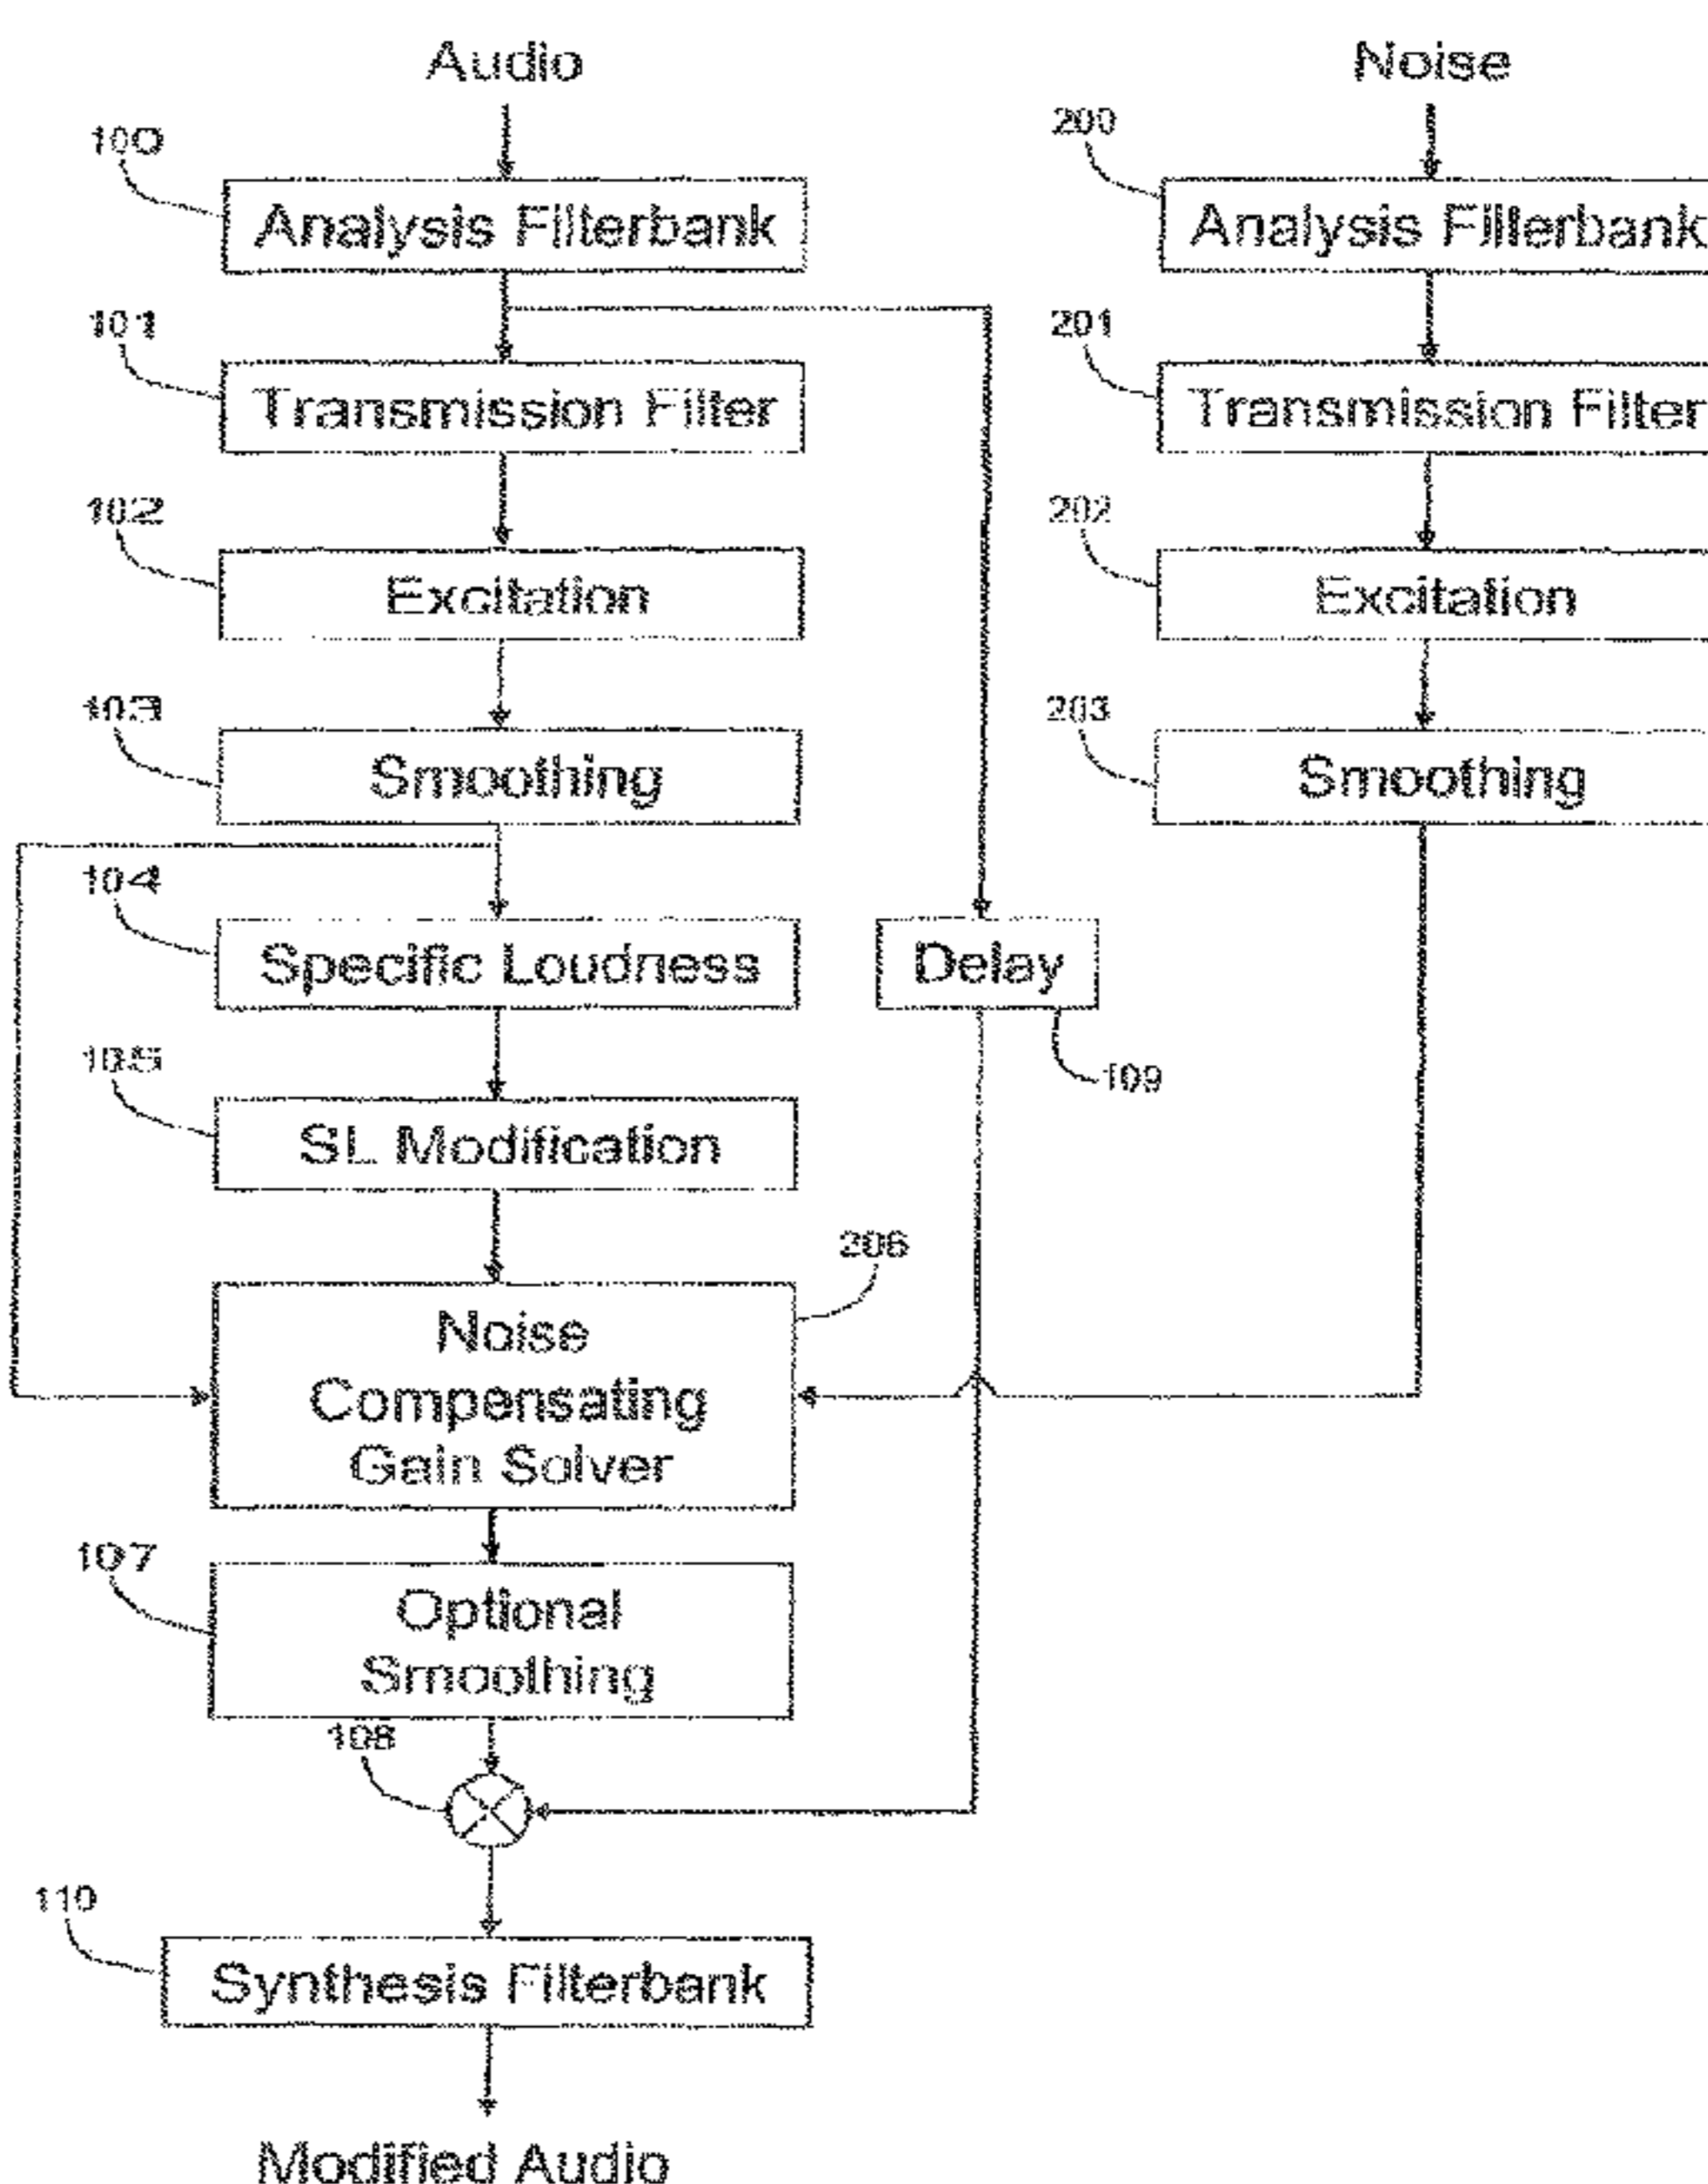 Audio
Noise
100
200
Analysis Filterbank
Analysis Filterbank
101
201
Transmission Filter
Transmission Filter
102
202
Excitation
Excitation
103
203
Smoothing
Smoothing
104
Specific Loudness
Delay
105
109
SL Modification
206
Noise
Compensating
Gain Solver
107
Optional
Smoothing
108
110
Synthesis Filterbank
Modified Audio